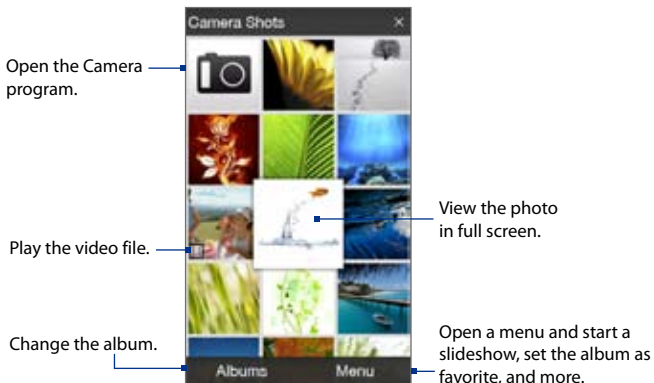 Camera Shots ×
Open the Camera
program.
View the photo
in full screen.
Play the video file.
Change the album.
Open a menu and start a
slideshow, set the album as
favorite, and more.
Albums Menu